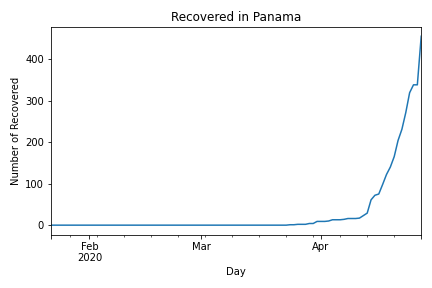 Recovered in Panama
Number of Recovered
400
300
200
100
0
Feb
2020
Mar
Apr
Day